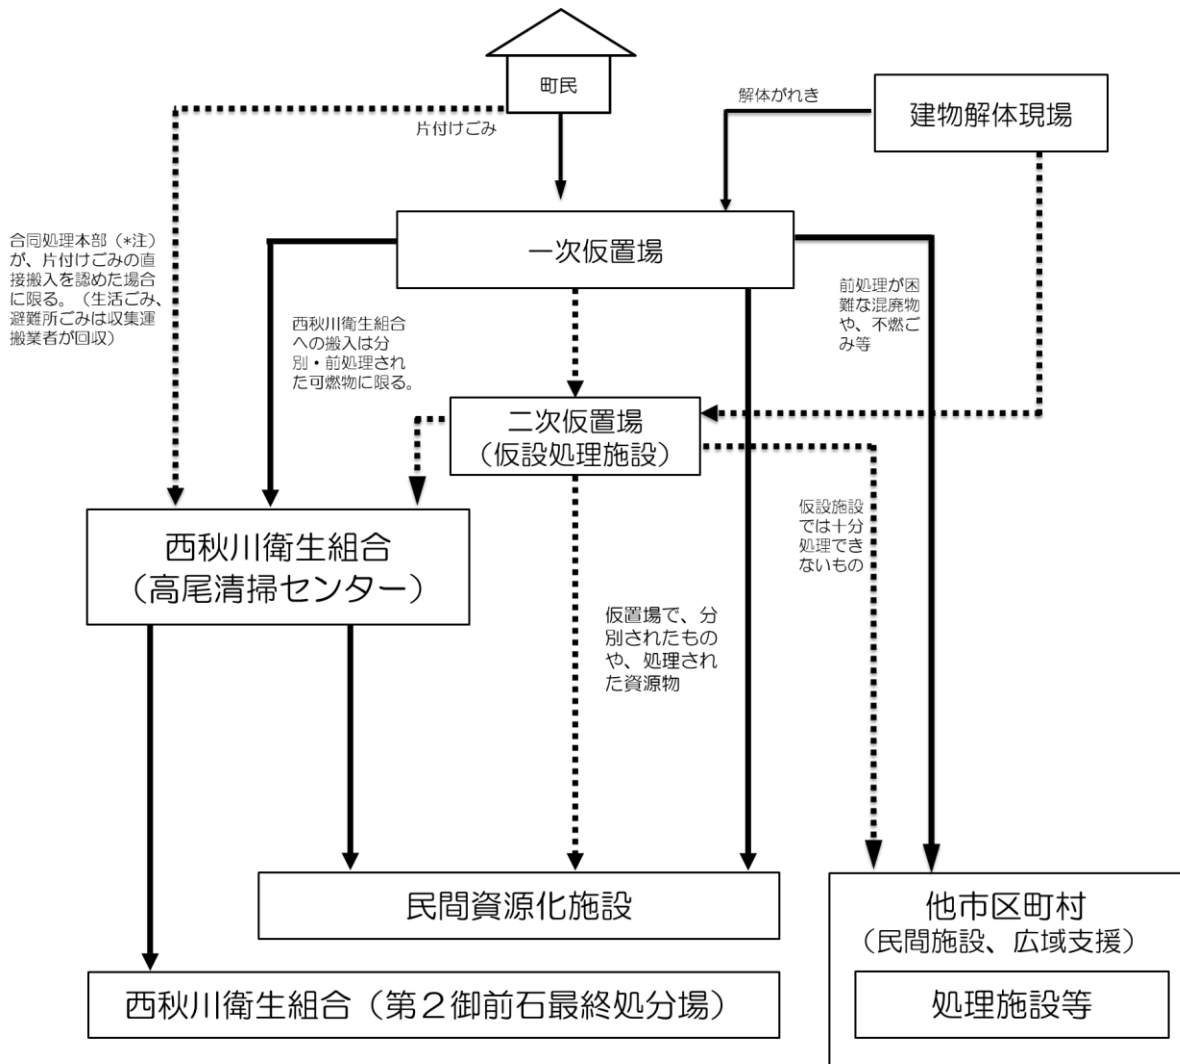 町民
片付けごみ
解体がれき
建物解体現場
合同処理本部（*注）
が、片付けごみの直
接搬入を認めた場合
に限る。（生活ごみ、
避難所ごみは収集運
搬業者が回収）
一次仮置場
西秋川衛生組合
への搬入は分
別・前処理され
た可燃物に限る。
前処理が困
難な混廃物
や、不燃ご
み等
二次仮置場
（仮設処理施設）
仮設施設
では十分
処理でき
ないもの
西秋川衛生組合
（高尾清掃センター）
仮置場で、分
別されたもの
や、処理され
た資源物
民間資源化施設
他市区町村
（民間施設、広域支援）
西秋川衛生組合（第２御前石最終処分場）
処理施設等